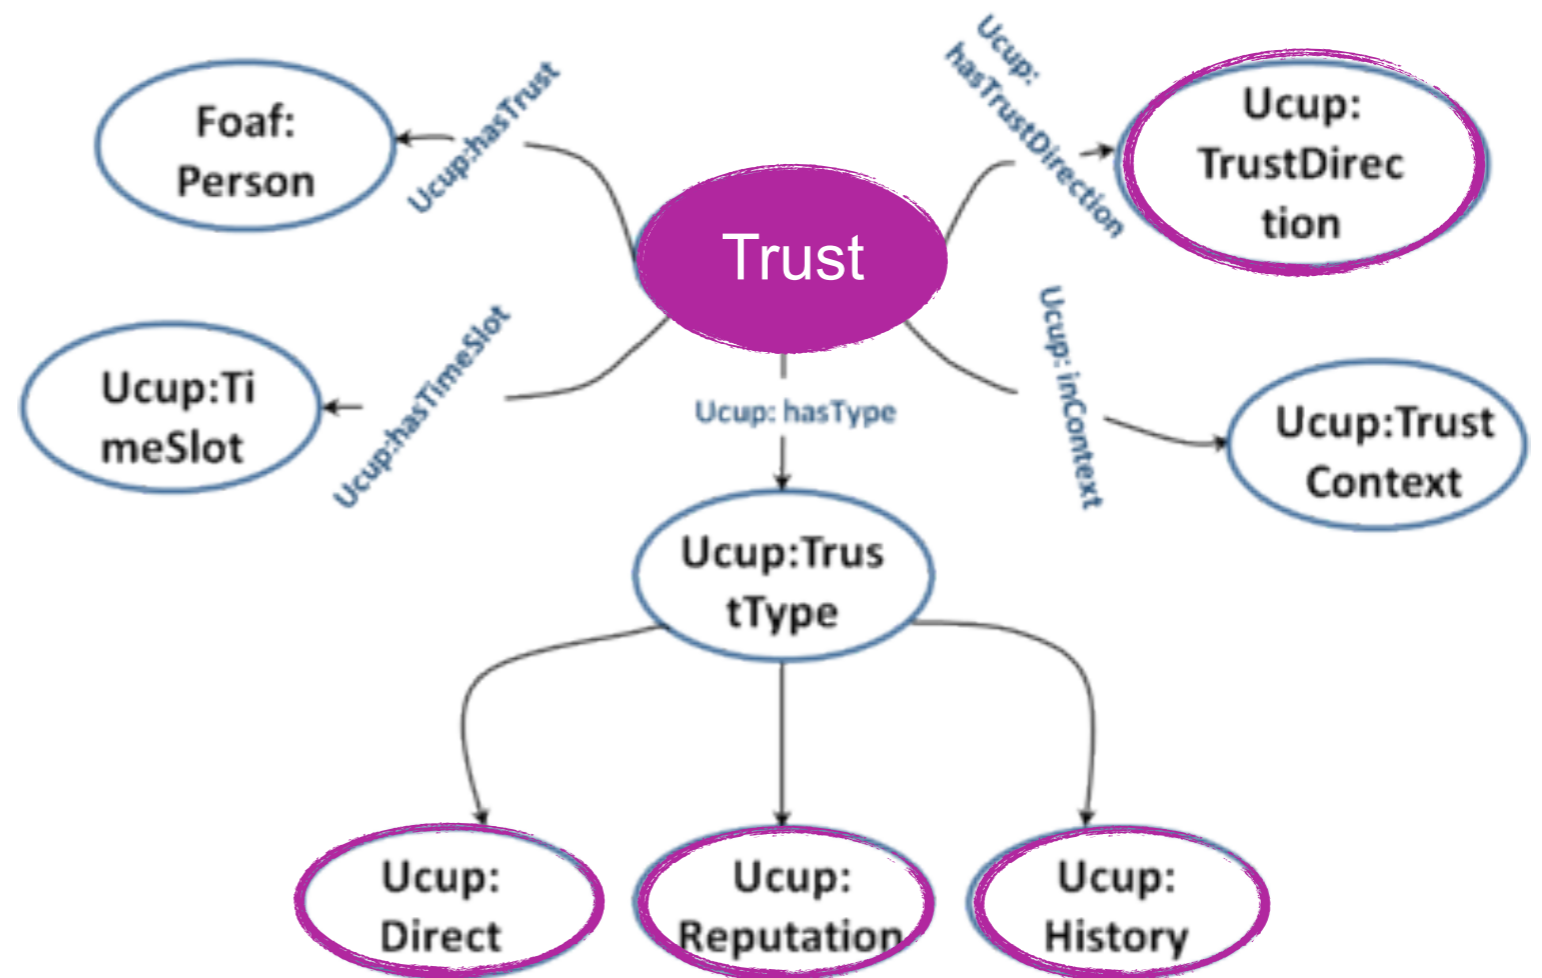 Ucup:
hasTrustDirection
Foaf:
Person
Ucup:hasTrust
Ucup:
TrustDirec
tion
Trust
Ucup:Ti
meSlot
Ucup:hasTimeSlot
Ucup: hasType
Ucup: inContext
Ucup:Trust
Context
Ucup:Trus
tType
Ucup:
Direct
Ucup:
Reputation
Ucup:
History